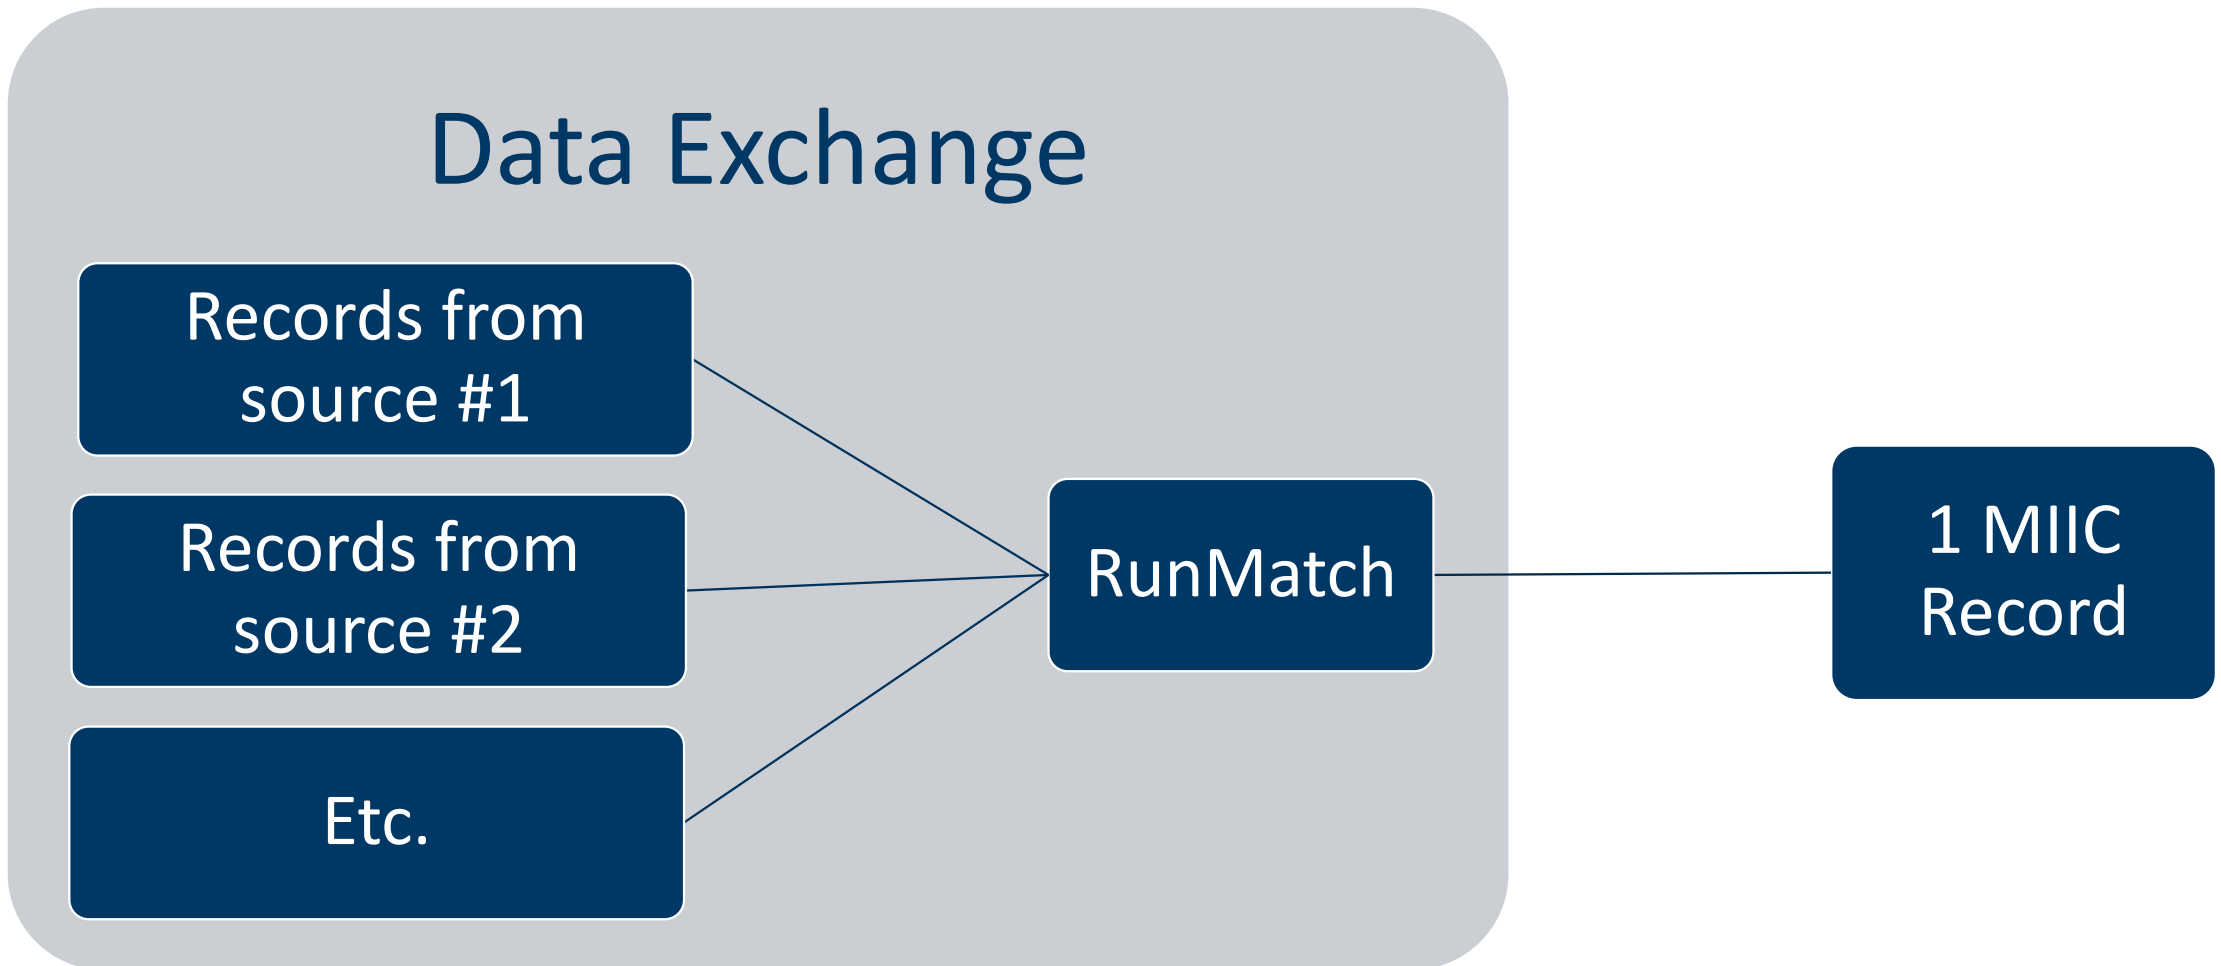 Data Exchange
Records from
source #1
Records from
source #2
Etc.
RunMatch
1 MIIC
Record